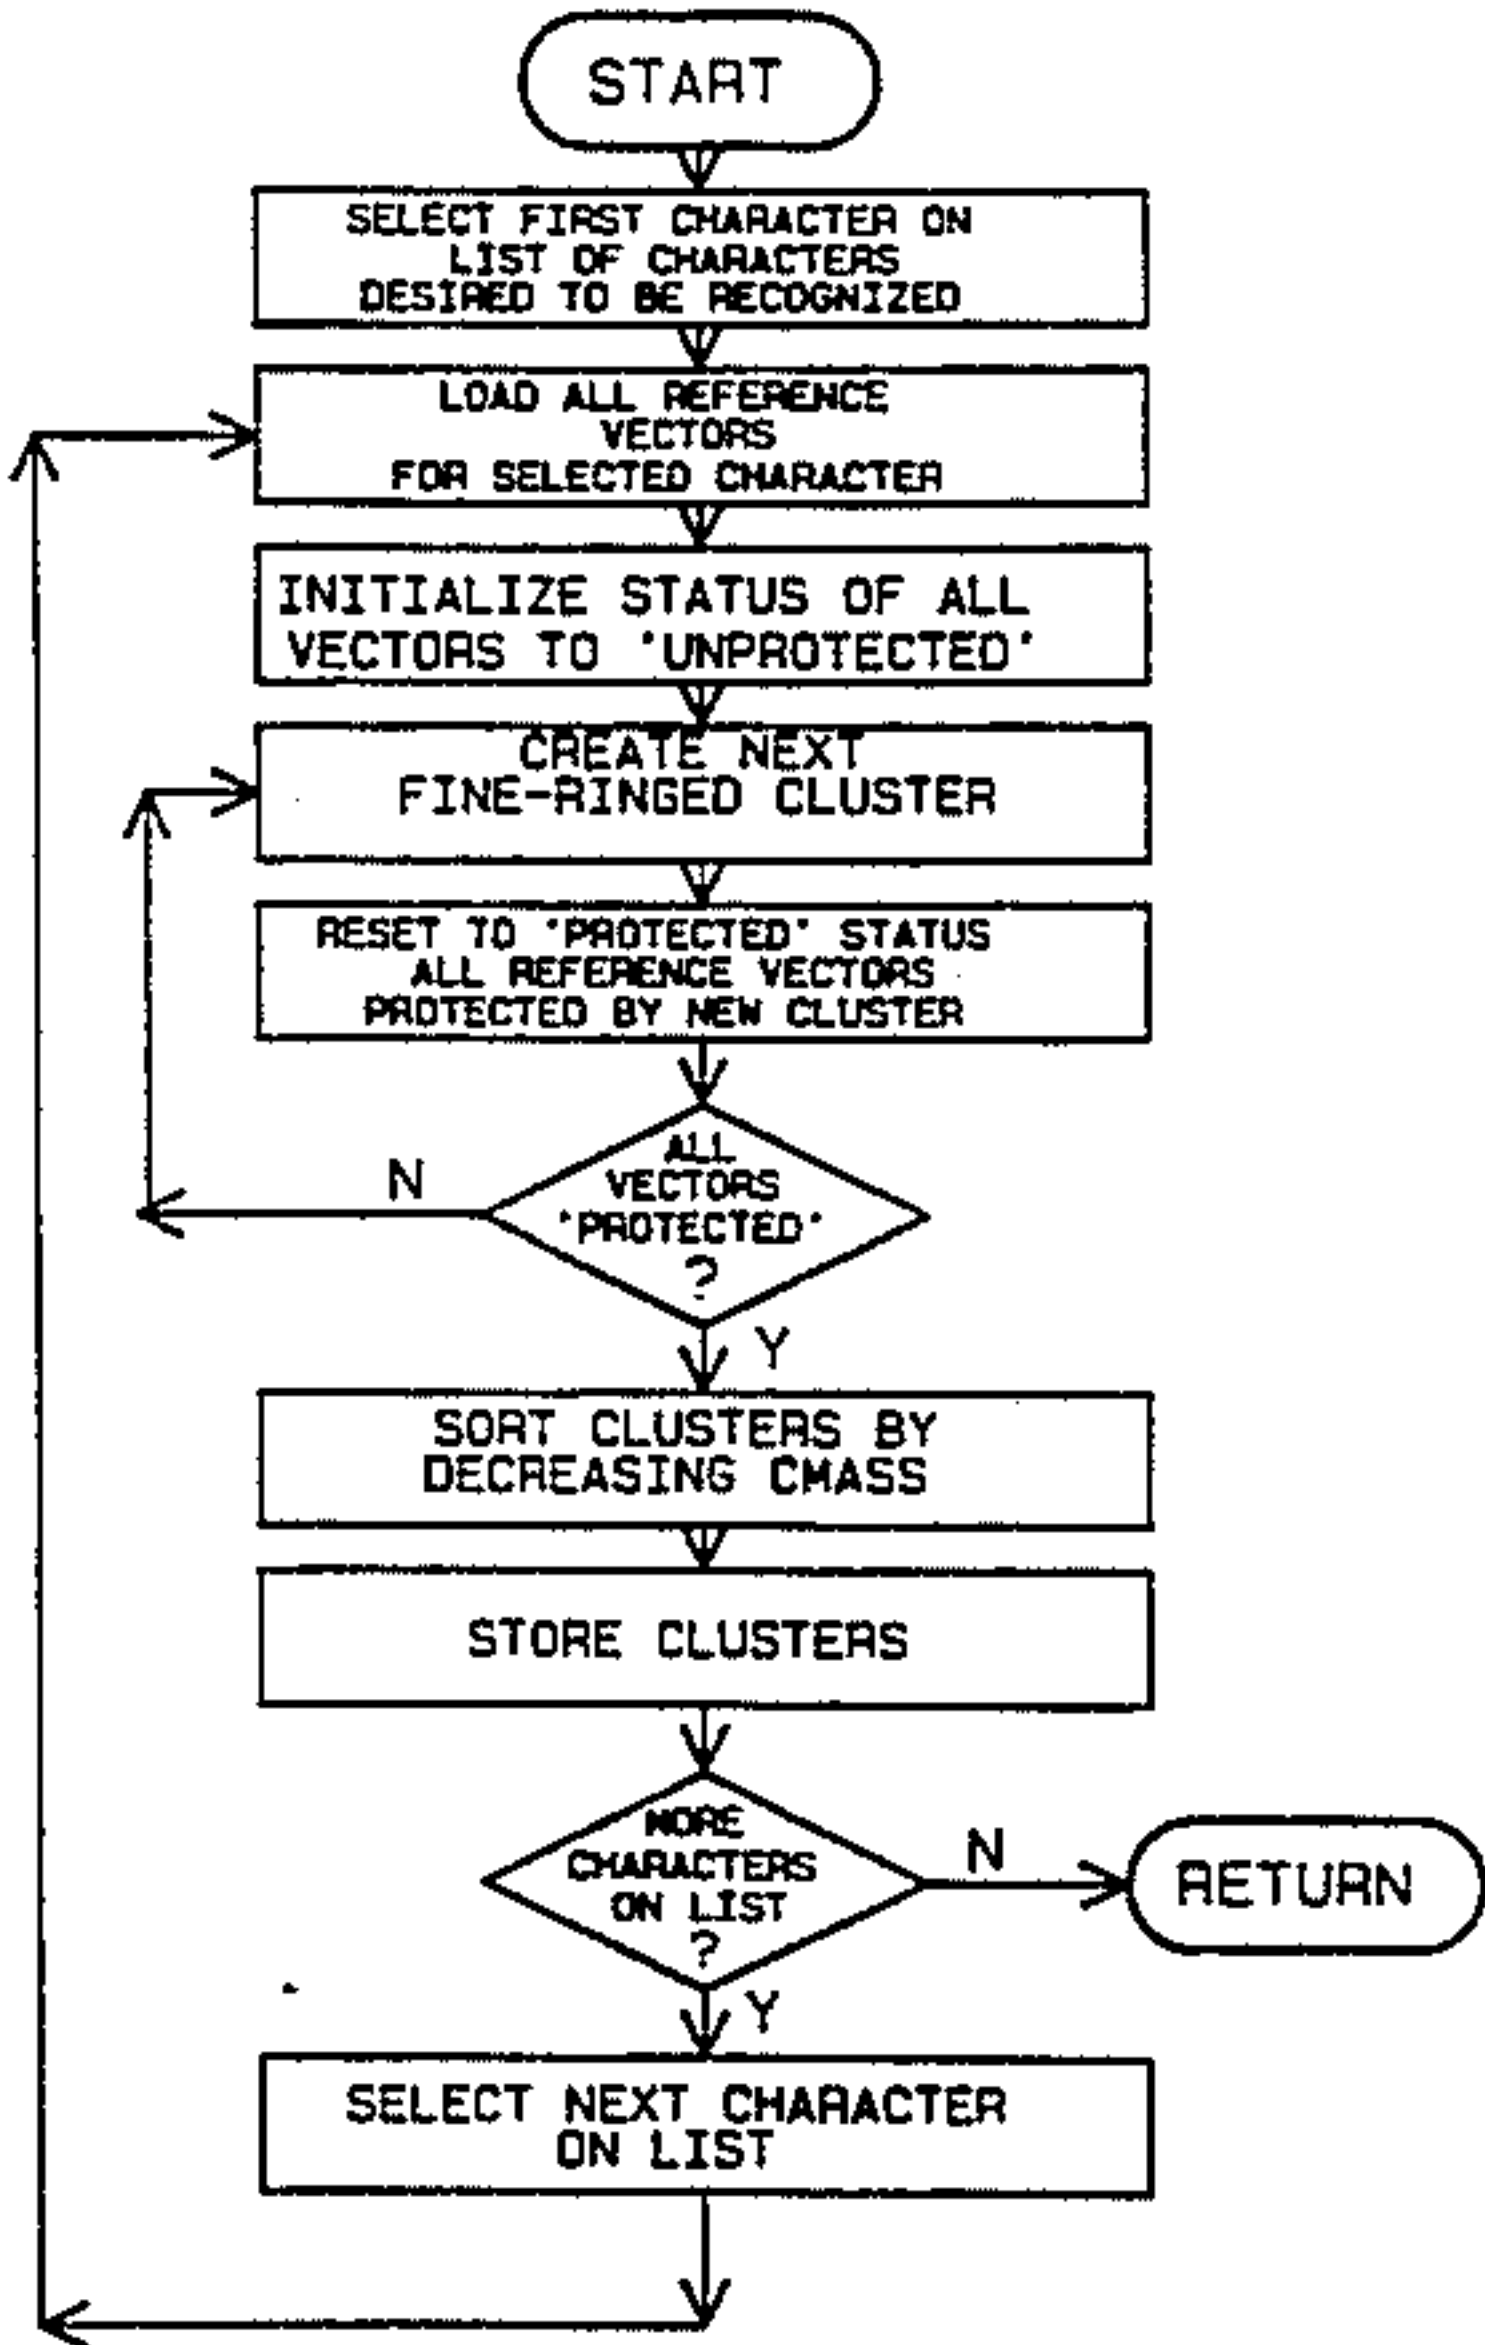 START
SELECT FIRST CHARACTER ON
LIST OF CHARACTERS
DESIRED TO BE RECOGNIZED
LOAD ALL REFERENCE
VECTORS
FOR SELECTED CHARACTER
INITIALIZE STATUS OF ALL
VECTORS TO 'UNPROTECTED'
CREATE NEXT
FINE-RINGED CLUSTER
RESET TO 'PROTECTED' STATUS
ALL REFERENCE VECTORS
PROTECTED BY NEW CLUSTER
ALL
VECTORS
'PROTECTED'
?
N
Y
SORT CLUSTERS BY
DECREASING CMASS
STORE CLUSTERS
MORE
CHARACTERS
ON LIST
?
N
RETURN
Y
SELECT NEXT CHARACTER
ON LIST